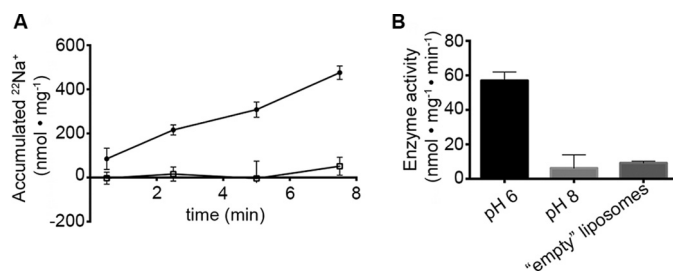 A
Accumulated ²²Na⁺
(nmol • mg⁻¹)
600
400
200
0
-200
2
4
6
8
time (min)
B
Enzyme activity
(nmol • mg⁻¹ • min⁻¹)
80
60
40
20
0
pH 6
pH 8
"empty" liposomes